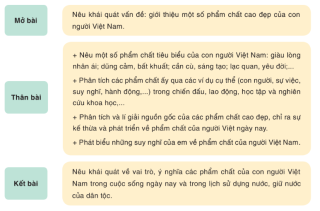 Mở bài
Nêu khái quát vấn đề: giới thiệu một số phẩm chất cao đẹp của con
người Việt Nam.
Thân bài
+ Nêu một số phẩm chất tiêu biểu của con người Việt Nam: giàu lòng
nhân ái; dũng cảm, bất khuất; cần cù, sáng tạo; lạc quan, yêu đời;...
+ Phân tích các phẩm chất ấy qua các ví dụ cụ thể (con người, sự việc,
suy nghĩ, hành động,...) trong chiến đấu, lao động, học tập và nghiên
cứu khoa học,...
+ Phân tích và lí giải nguồn gốc của các phẩm chất cao đẹp, chỉ ra sự
kế thừa và phát triển về phẩm chất của người Việt ngày nay.
+ Phát biểu những suy nghĩ của em về phẩm chất của người Việt Nam.
Kết bài
Nêu khái quát về vai trò, ý nghĩa các phẩm chất của con người Việt
Nam trong cuộc sống ngày nay và trong lịch sử dựng nước, giữ nước
của dân tộc.